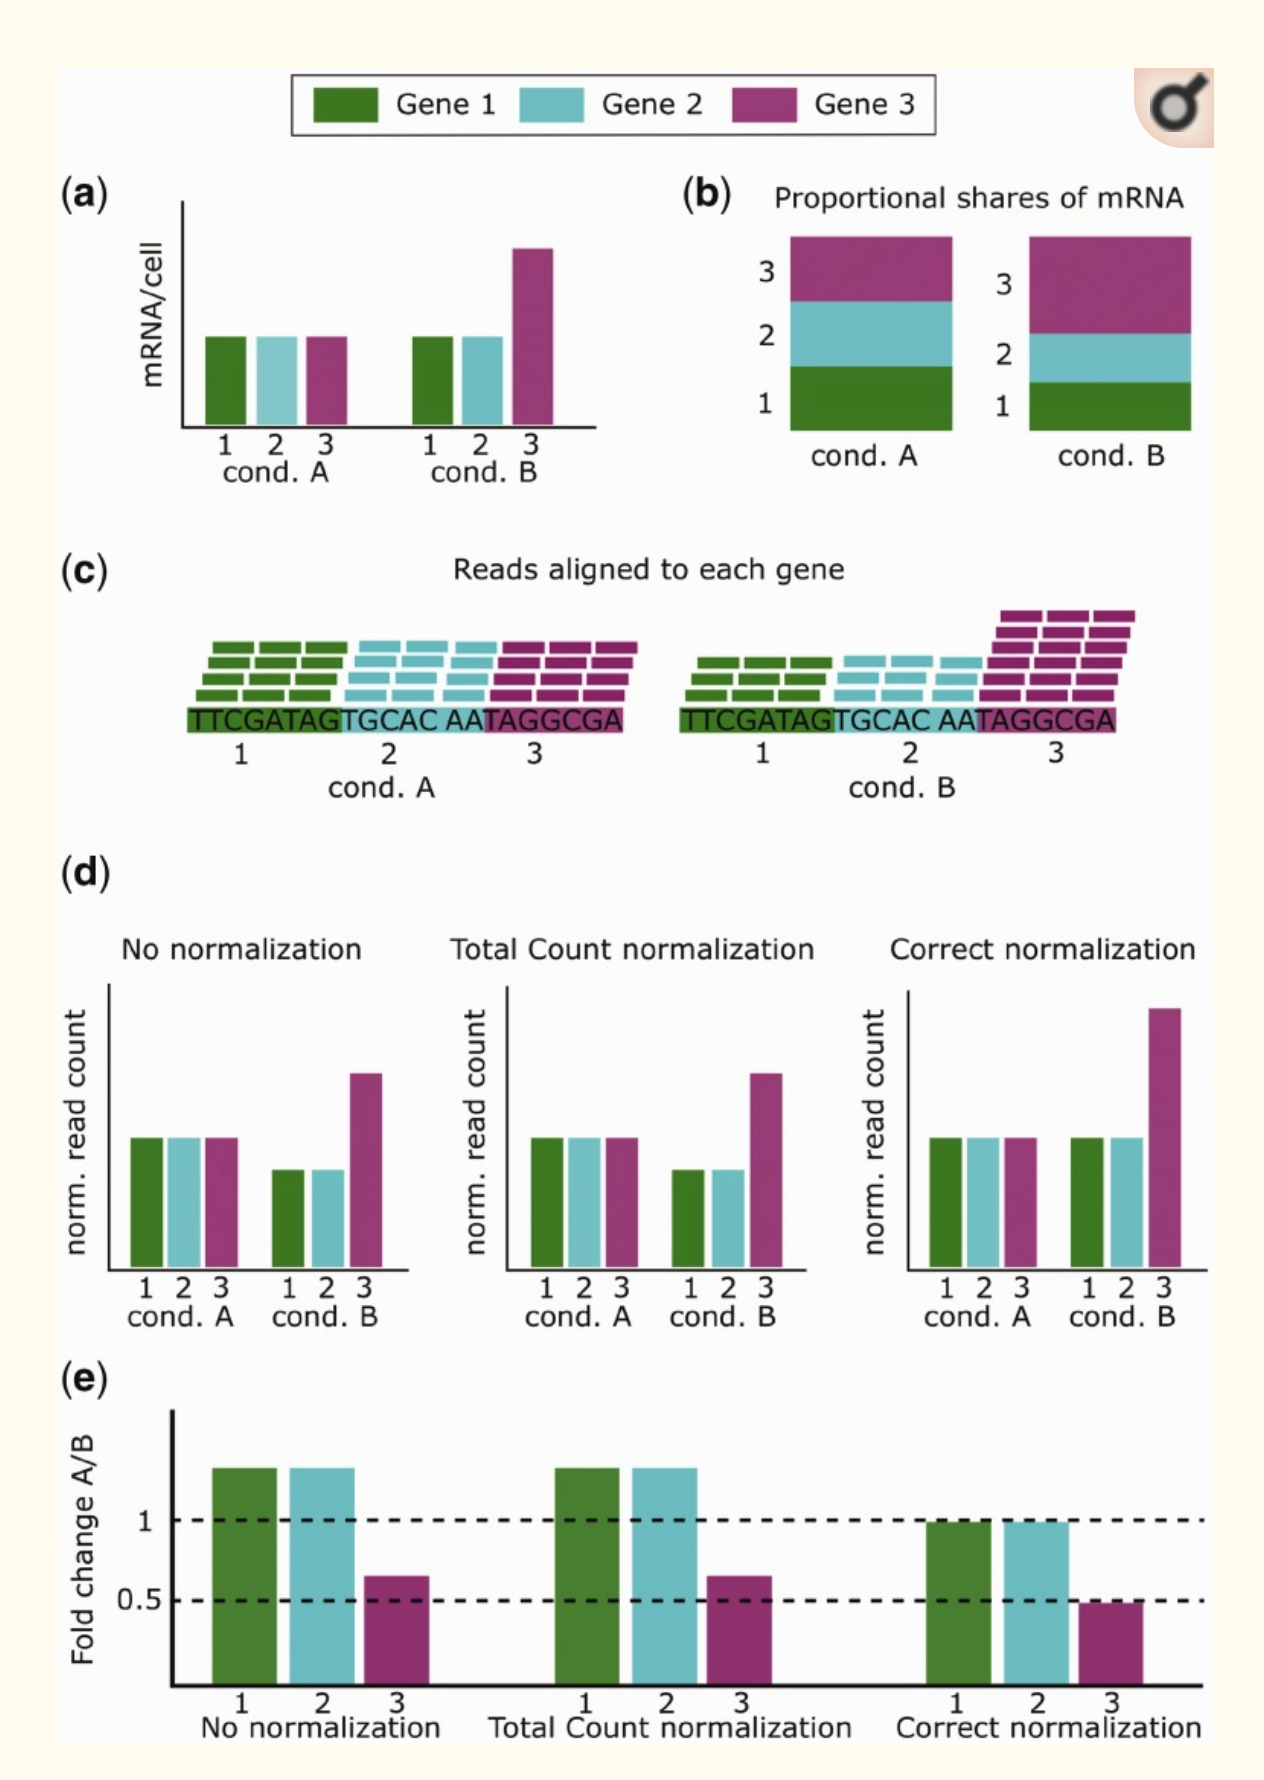 Gene 1 Gene 2 Gene 3
(a)
mRNA/cell
1 2 3 1 2 3
cond. A cond. B
(b) Proportional shares of mRNA
3 3
2 2
1 1
cond. A cond. B
(c) Reads aligned to each gene
TTCGATAGTGCAC AATAGGCGA TTCGATAGTGCAC AATAGGCGA
1 2 3 1 2 3
cond. A cond. B
(d)
No normalization Total Count normalization Correct normalization
norm. read count norm. read count norm. read count
1 2 3 1 2 3 1 2 3 1 2 3 1 2 3 1 2 3
cond. A cond. B cond. A cond. B cond. A cond. B
(e)
Fold change A/B
1
0.5
1 2 3 1 2 3 1 2 3
No normalization Total Count normalization Correct normalization